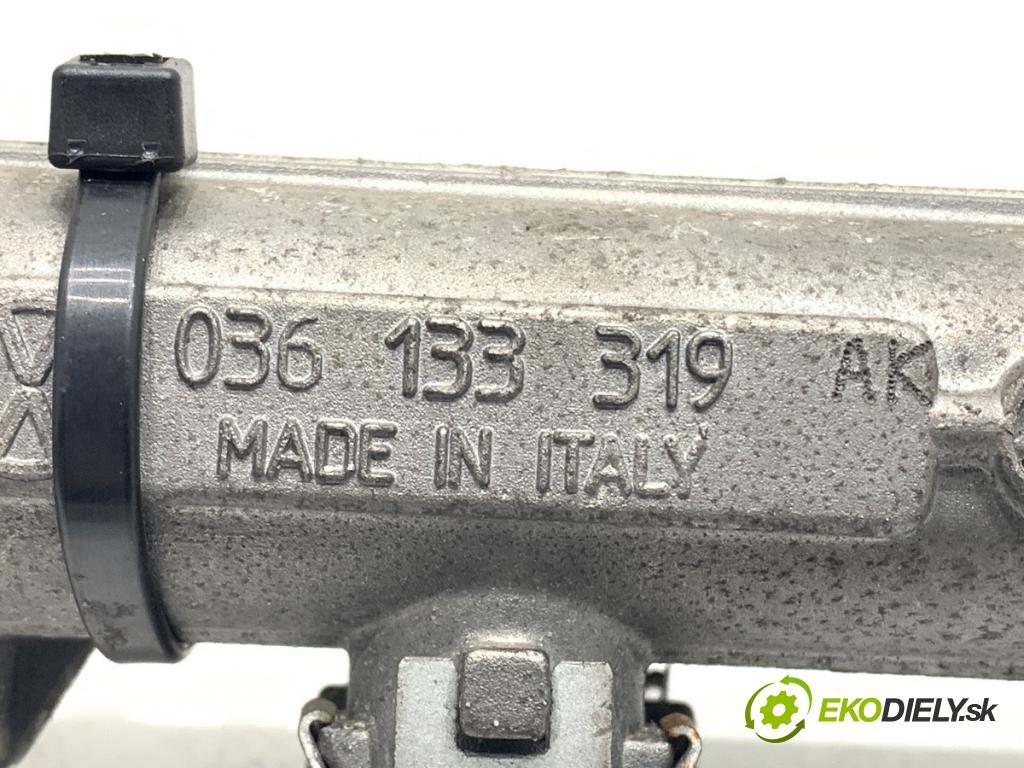 036 133 319 AK
MADE IN ITALY
EKODIELY.sk